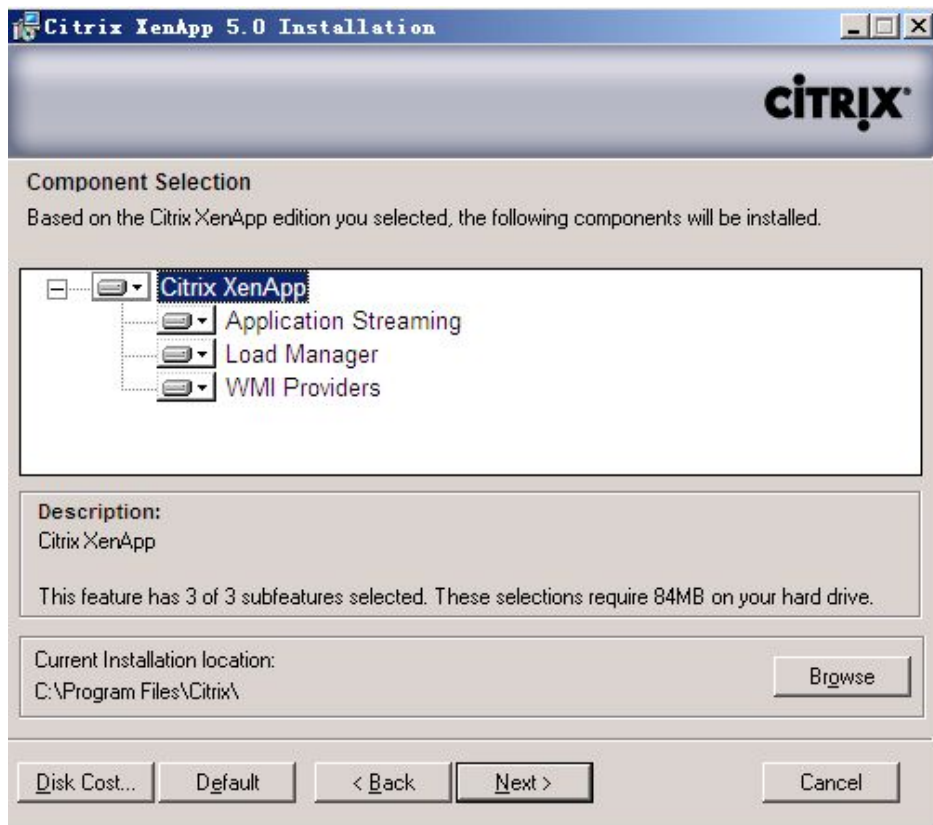 Citrix XenApp 5.0 Installation
CİTRIX
Component Selection
Based on the Citrix XenApp edition you selected, the following components will be installed.
Citrix XenApp
Application Streaming
Load Manager
WMI Providers
Description:
Citrix XenApp
This feature has 3 of 3 subfeatures selected. These selections require 84MB on your hard drive.
Current Installation location:
C:\Program Files\Citrix\
Browse
Disk Cost...
Default
< Back
Next >
Cancel